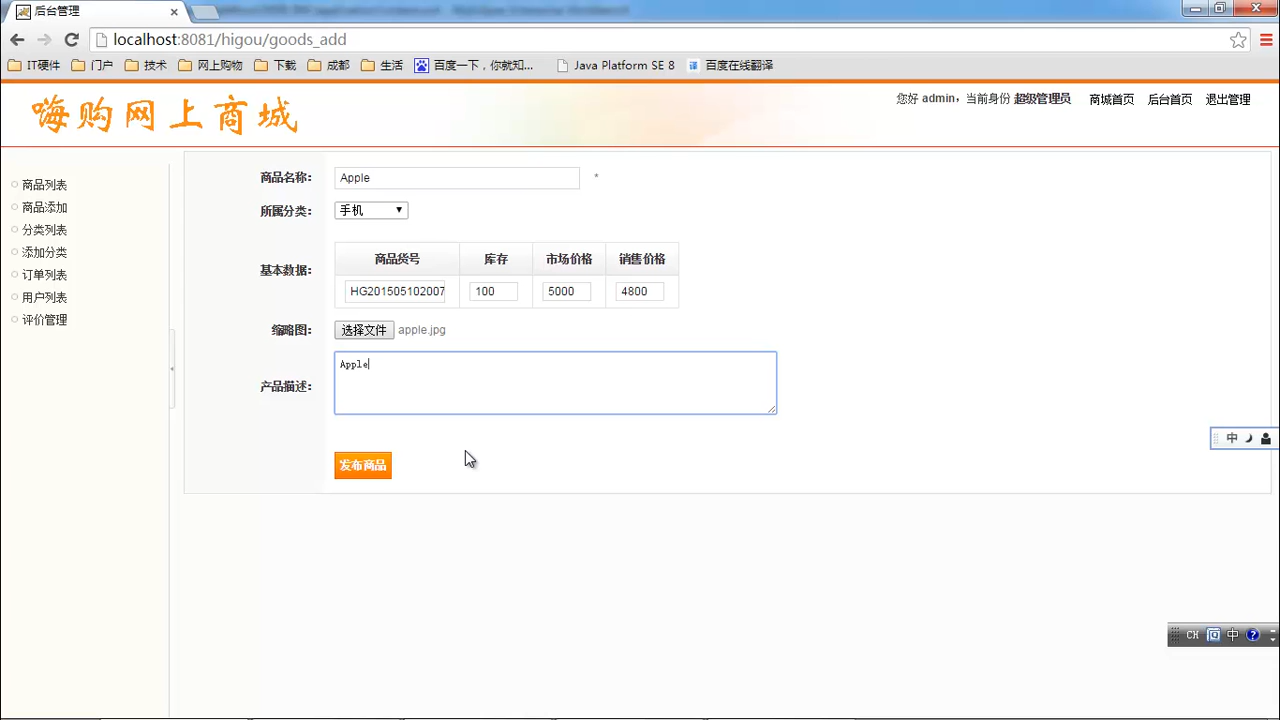 后台管理
localhost:8081/higou/goods_add
IT硬件 门户 技术 网上购物 下载 成都 生活 百度一下，你就知... Java Platform SE 8 百度在线翻译
嗨购网上商城
您好 admin，当前身份 超级管理员 商城首页 后台首页 退出管理
商品列表
商品添加
分类列表
添加分类
订单列表
用户列表
评价管理
商品名称: Apple *
所属分类: 手机
基本数据:
商品货号 库存 市场价格 销售价格
HG201505102007 100 5000 4800
缩略图: 选择文件 apple.jpg
产品描述: Apple
发布商品
中
CH 中